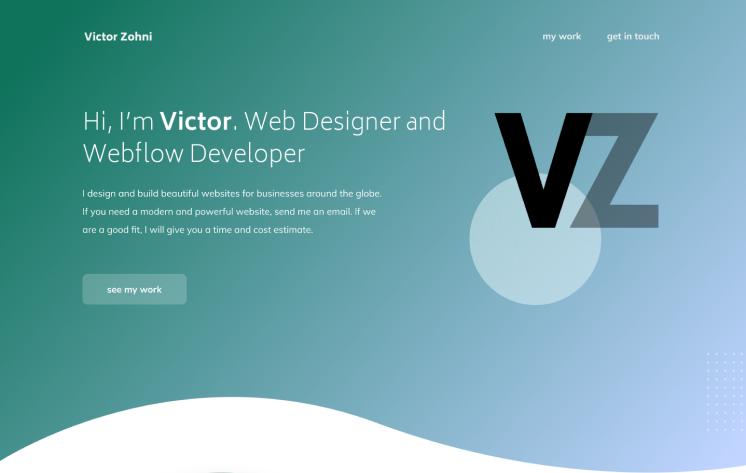 Victor Zohni
my work
get in touch
Hi, I’m Victor. Web Designer and
Webflow Developer
I design and build beautiful websites for businesses around the globe.
If you need a modern and powerful website, send me an email. If we
are a good fit, I will give you a time and cost estimate.
VZ
see my work